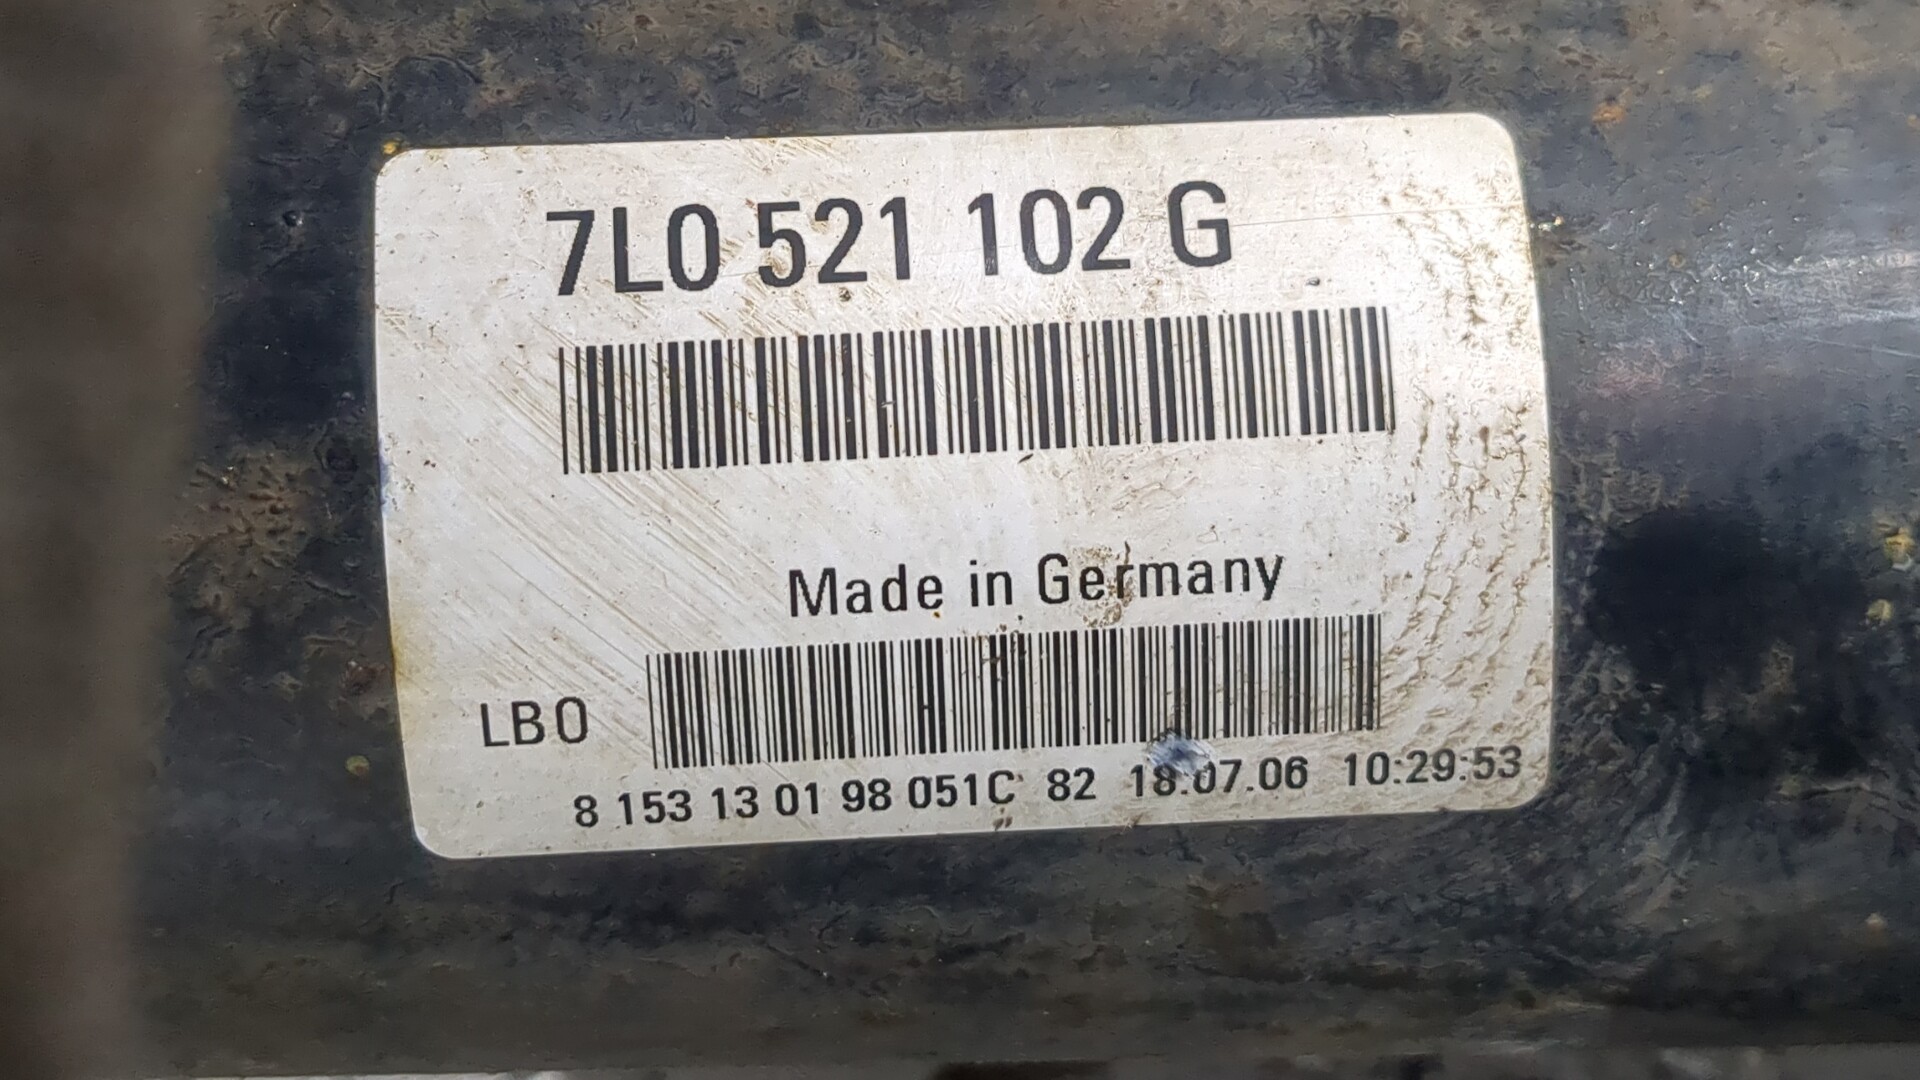 7L0 521 102 G
Made in Germany
LB0
8 153 13 01 98 051C 82 18.07.06 10:29:53